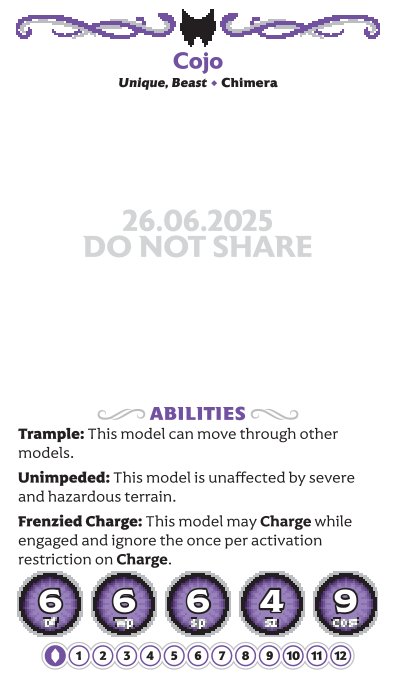 Cojo
Unique, Beast ◆ Chimera
26.06.2025
DO NOT SHARE
ABILITIES
Trample: This model can move through other
models.
Unimpeded: This model is unaffected by severe
and hazardous terrain.
Frenzied Charge: This model may Charge while
engaged and ignore the once per activation
restriction on Charge.
6 6 6 4 9
df wp sp sz cost
1 2 3 4 5 6 7 8 9 10 11 12